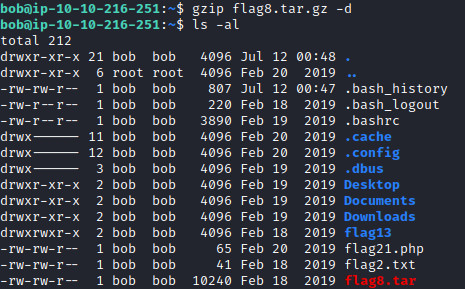 bob@ip-10-10-216-251:~$ gzip flag8.tar.gz -d
bob@ip-10-10-216-251:~$ ls -al
total 212
drwxr-xr-x 21 bob  bob   4096 Jul 12 00:48 .
drwxr-xr-x  6 root root  4096 Feb 20  2019 ..
-rw-rw-r--  1 bob  bob    807 Jul 12 00:47 .bash_history
-rw-r--r--  1 bob  bob    220 Feb 18  2019 .bash_logout
-rw-r--r--  1 bob  bob   3890 Feb 19  2019 .bashrc
drwx------ 11 bob  bob   4096 Feb 20  2019 .cache
drwx------ 12 bob  bob   4096 Feb 20  2019 .config
drwx------  3 bob  bob   4096 Feb 19  2019 .dbus
drwxr-xr-x  2 bob  bob   4096 Feb 19  2019 Desktop
drwxr-xr-x  2 bob  bob   4096 Feb 19  2019 Documents
drwxr-xr-x  2 bob  bob   4096 Feb 19  2019 Downloads
drwxrwxr-x  2 bob  bob   4096 Feb 18  2019 flag13
-rw-rw-r--  1 bob  bob     65 Feb 20  2019 flag21.php
-rw-rw-r--  1 bob  bob     41 Feb 18  2019 flag2.txt
-rw-rw-r--  1 bob  bob  10240 Feb 18  2019 flag8.tar